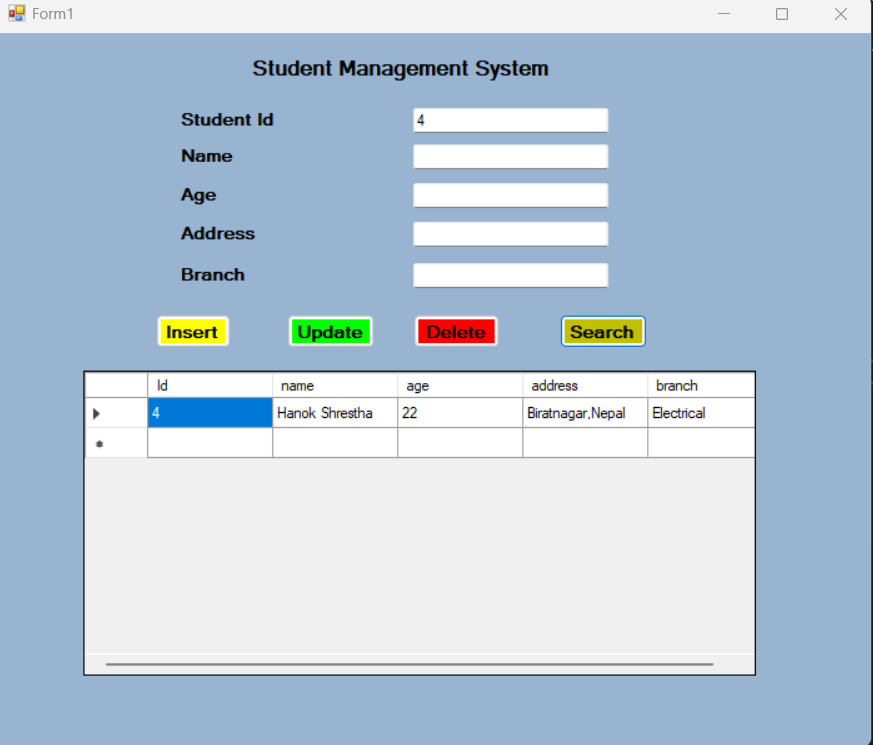 Form1
Student Management System
Student Id 4
Name
Age
Address
Branch
Insert Update Delete Search
Id name age address branch
4 Hanok Shrestha 22 Biratnagar,Nepal Electrical